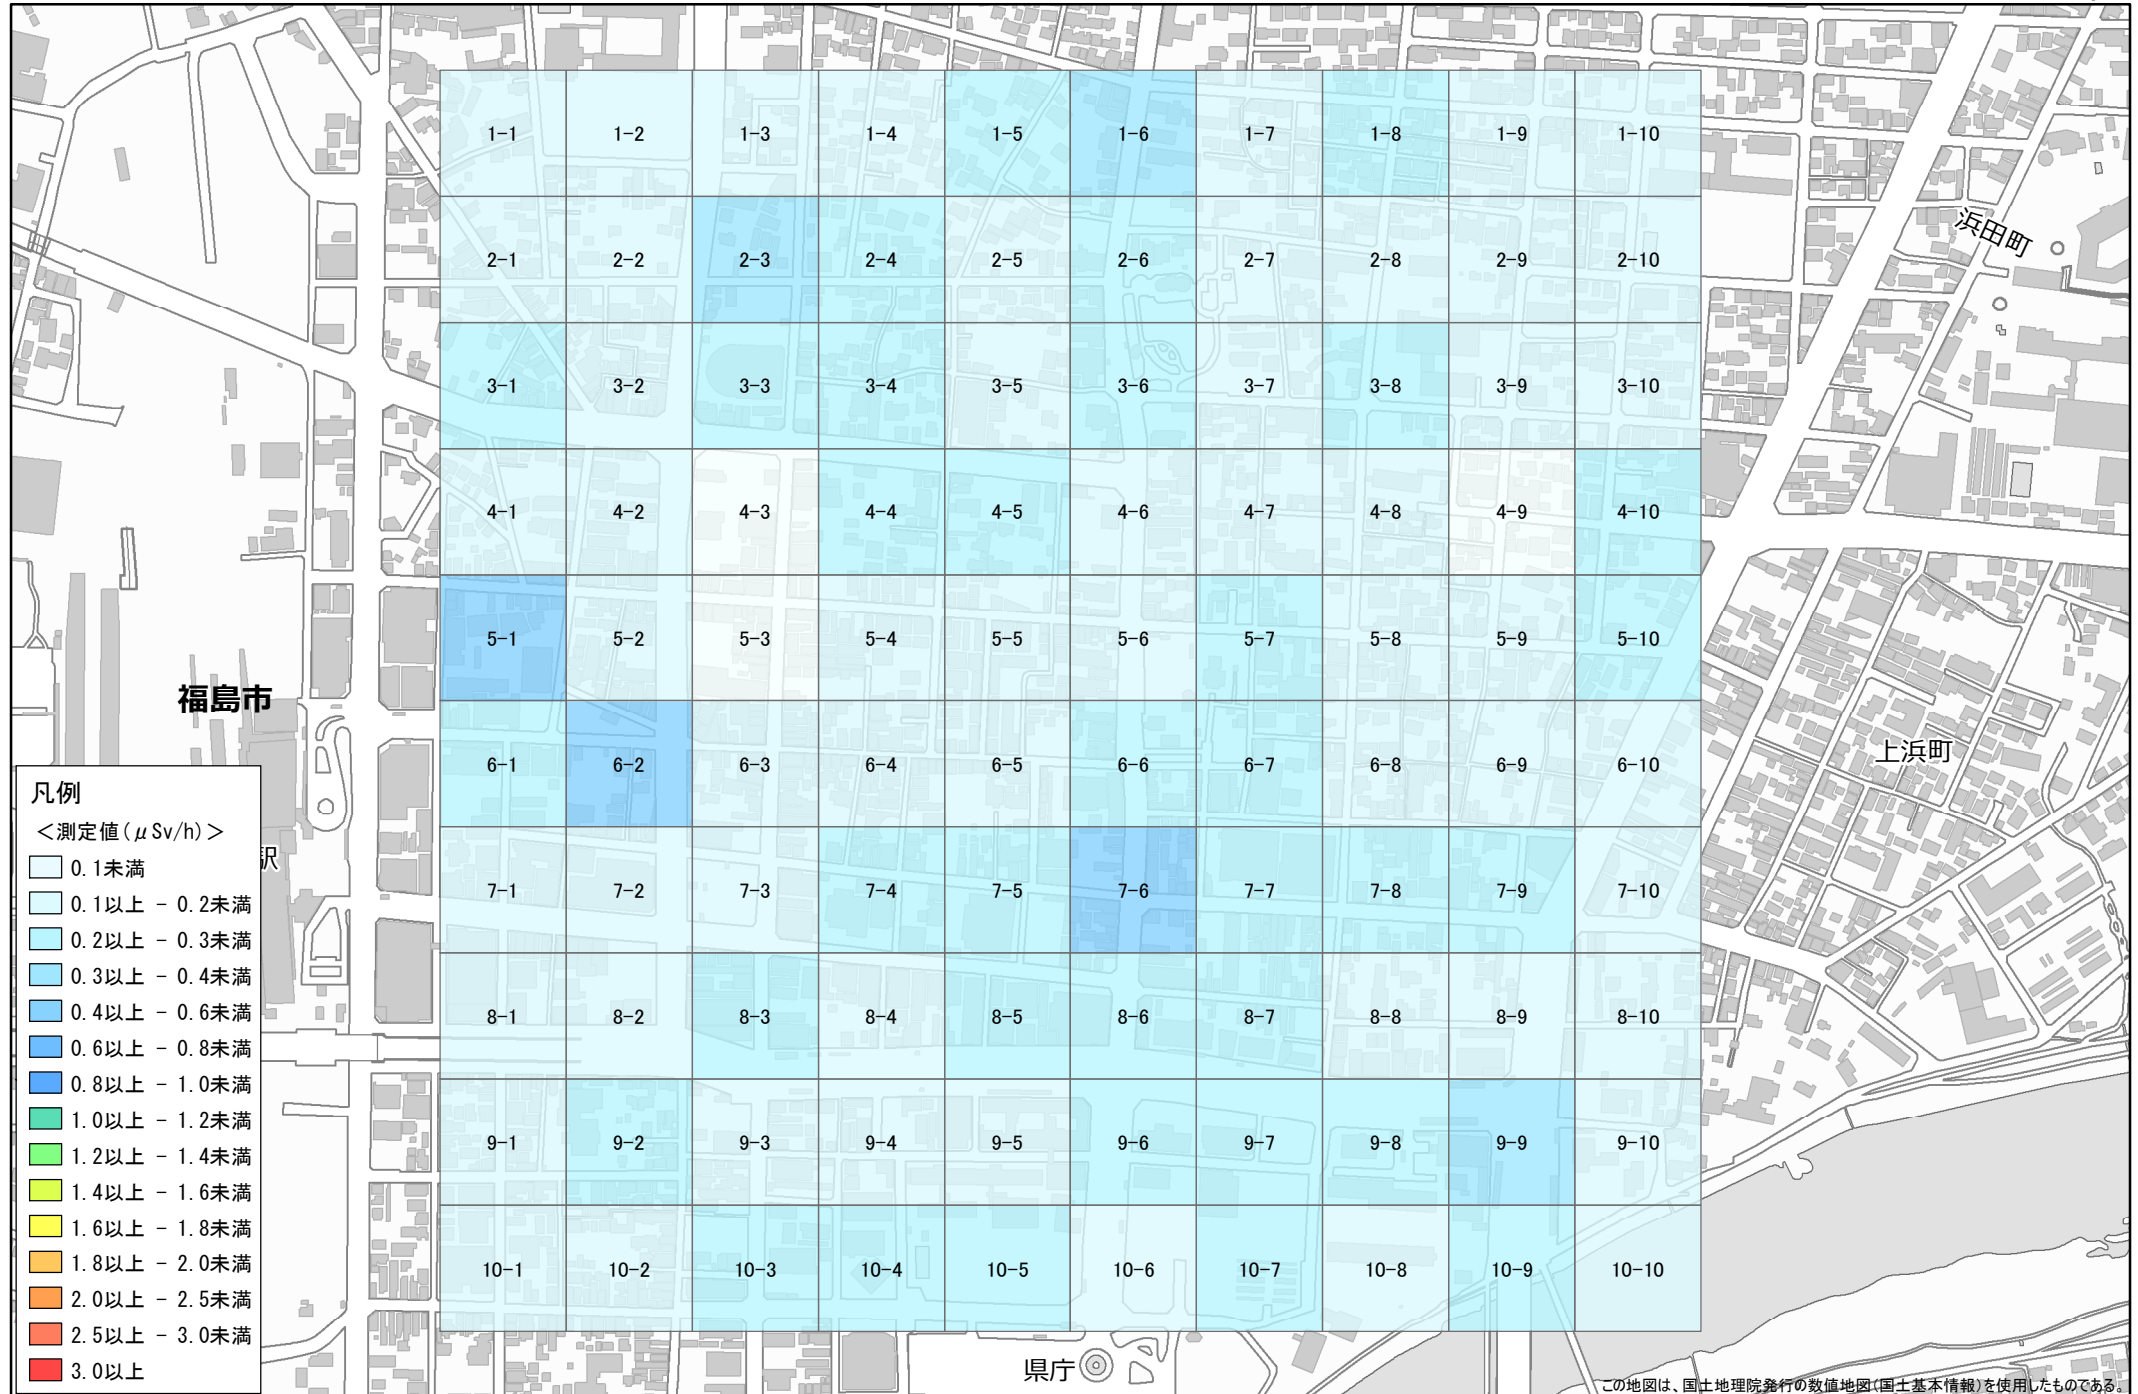 1-1 1-2 1-3 1-4 1-5 1-6 1-7 1-8 1-9 1-10
浜田町
2-1 2-2 2-3 2-4 2-5 2-6 2-7 2-8 2-9 2-10
3-1 3-2 3-3 3-4 3-5 3-6 3-7 3-8 3-9 3-10
4-1 4-2 4-3 4-4 4-5 4-6 4-7 4-8 4-9 4-10
5-1 5-2 5-3 5-4 5-5 5-6 5-7 5-8 5-9 5-10
福島市
6-1 6-2 6-3 6-4 6-5 6-6 6-7 6-8 6-9 6-10
上浜町
7-1 7-2 7-3 7-4 7-5 7-6 7-7 7-8 7-9 7-10
8-1 8-2 8-3 8-4 8-5 8-6 8-7 8-8 8-9 8-10
9-1 9-2 9-3 9-4 9-5 9-6 9-7 9-8 9-9 9-10
10-1 10-2 10-3 10-4 10-5 10-6 10-7 10-8 10-9 10-10
駅
凡例
＜測定値(μSv/h)＞
0.1未満
0.1以上 - 0.2未満
0.2以上 - 0.3未満
0.3以上 - 0.4未満
0.4以上 - 0.6未満
0.6以上 - 0.8未満
0.8以上 - 1.0未満
1.0以上 - 1.2未満
1.2以上 - 1.4未満
1.4以上 - 1.6未満
1.6以上 - 1.8未満
1.8以上 - 2.0未満
2.0以上 - 2.5未満
2.5以上 - 3.0未満
3.0以上
県庁
この地図は、国土地理院発行の数値地図(国土基本情報)を使用したものである。